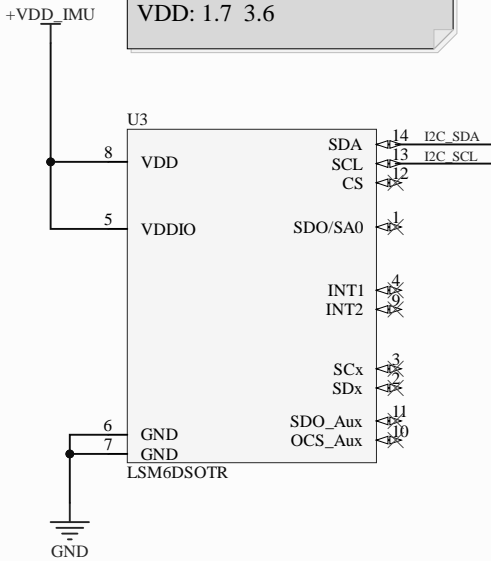 +VDD_IMU
VDD: 1.7 3.6
U3
8 VDD
5 VDDIO
6 GND
7 GND
SDA 14 I2C_SDA
SCL 13 I2C_SCL
CS 12
SDO/SA0 1
INT1 4
INT2 9
SCx 3
SDx 2
SDO_Aux 11
OCS_Aux 10
LSM6DSOTR
GND